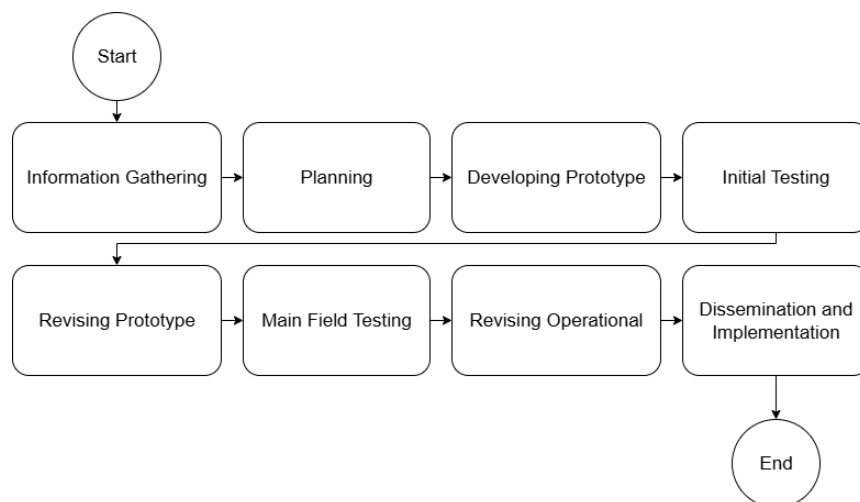 Start
Information Gathering
Planning
Developing Prototype
Initial Testing
Revising Prototype
Main Field Testing
Revising Operational
Dissemination and
Implementation
End